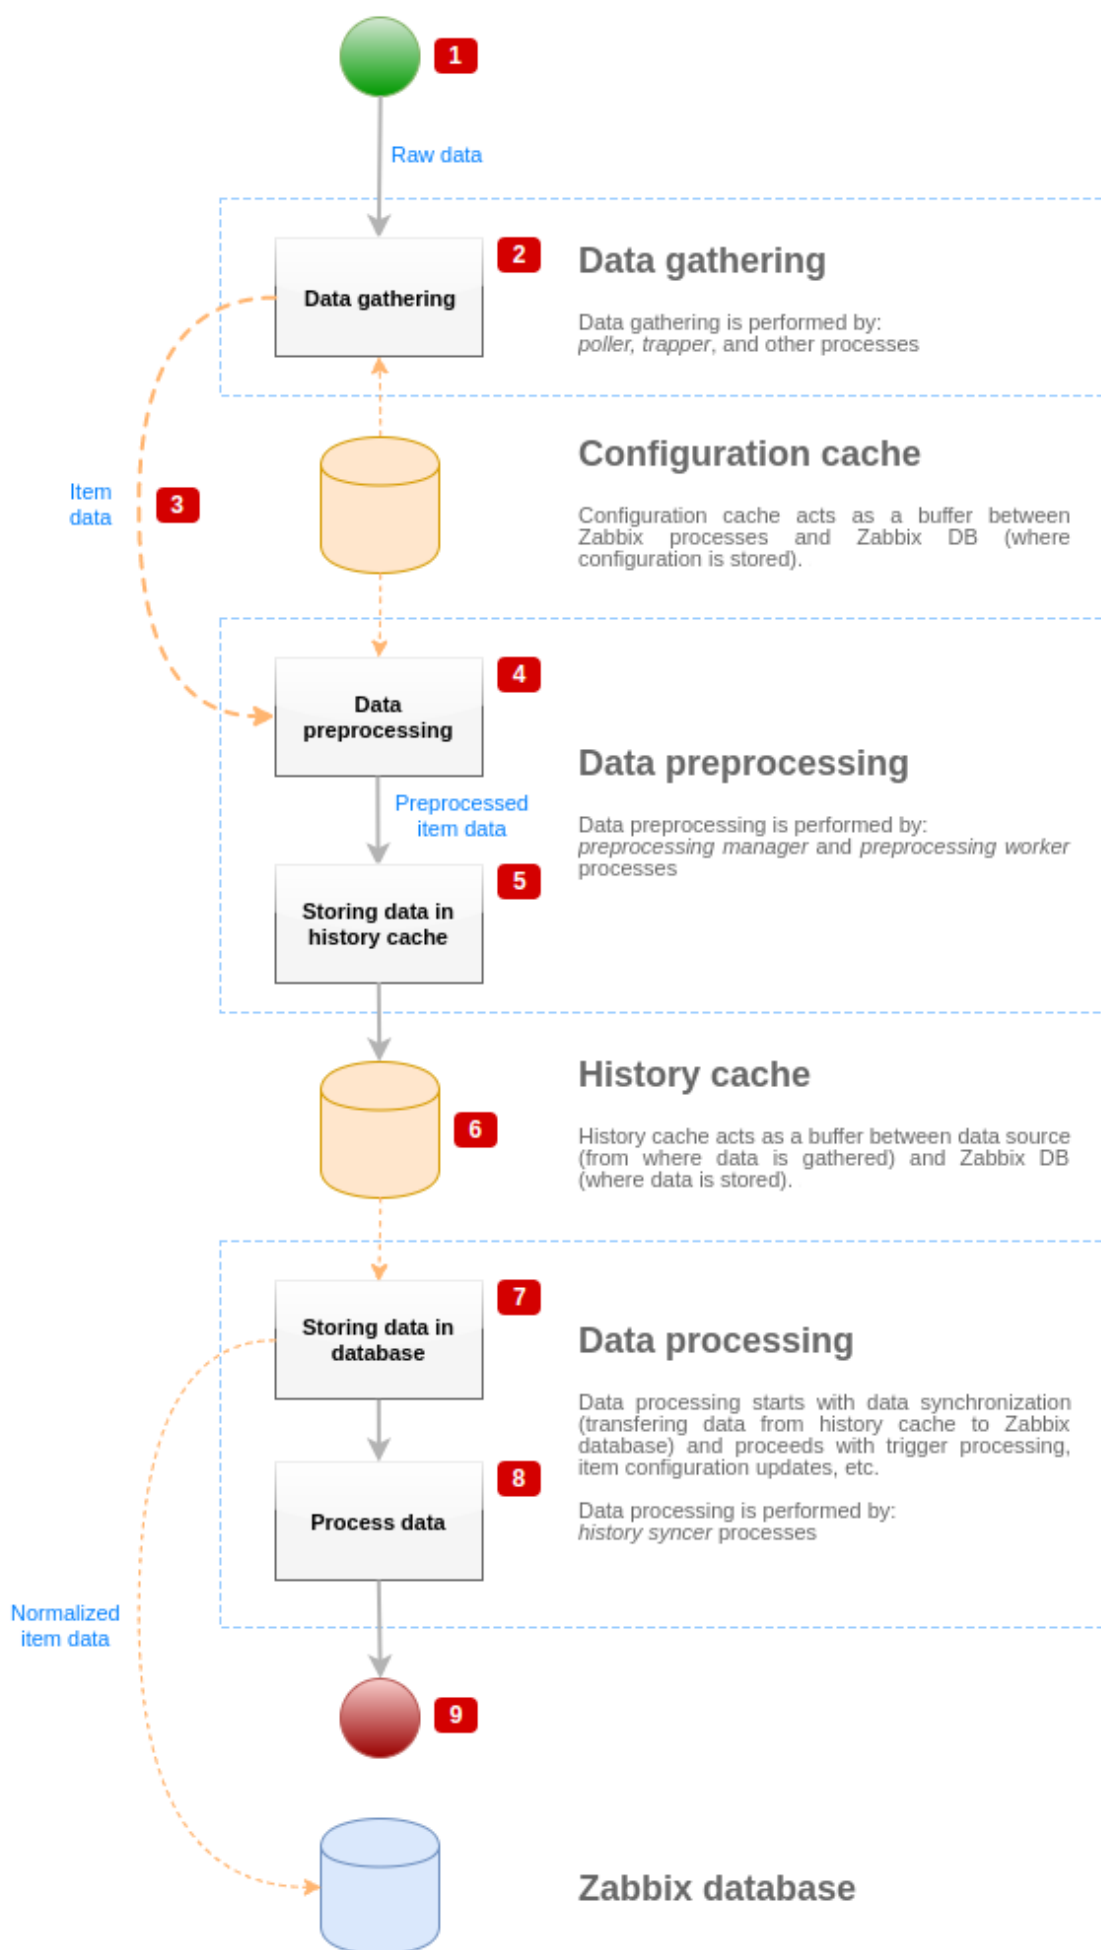 1
Raw data
2
Data gathering
Data gathering
Data gathering is performed by:
poller, trapper, and other processes
Configuration cache
Item
data
3
Configuration cache acts as a buffer between
Zabbix processes and Zabbix DB (where
configuration is stored).
4
Data
preprocessing
Data preprocessing
Preprocessed
item data
Data preprocessing is performed by:
preprocessing manager and preprocessing worker
processes
5
Storing data in
history cache
History cache
6
History cache acts as a buffer between data source
(from where data is gathered) and Zabbix DB
(where data is stored).
7
Storing data in
database
Data processing
Data processing starts with data synchronization
(transfering data from history cache to Zabbix
database) and proceeds with trigger processing,
item configuration updates, etc.
8
Process data
Data processing is performed by:
history syncer processes
Normalized
item data
9
Zabbix database